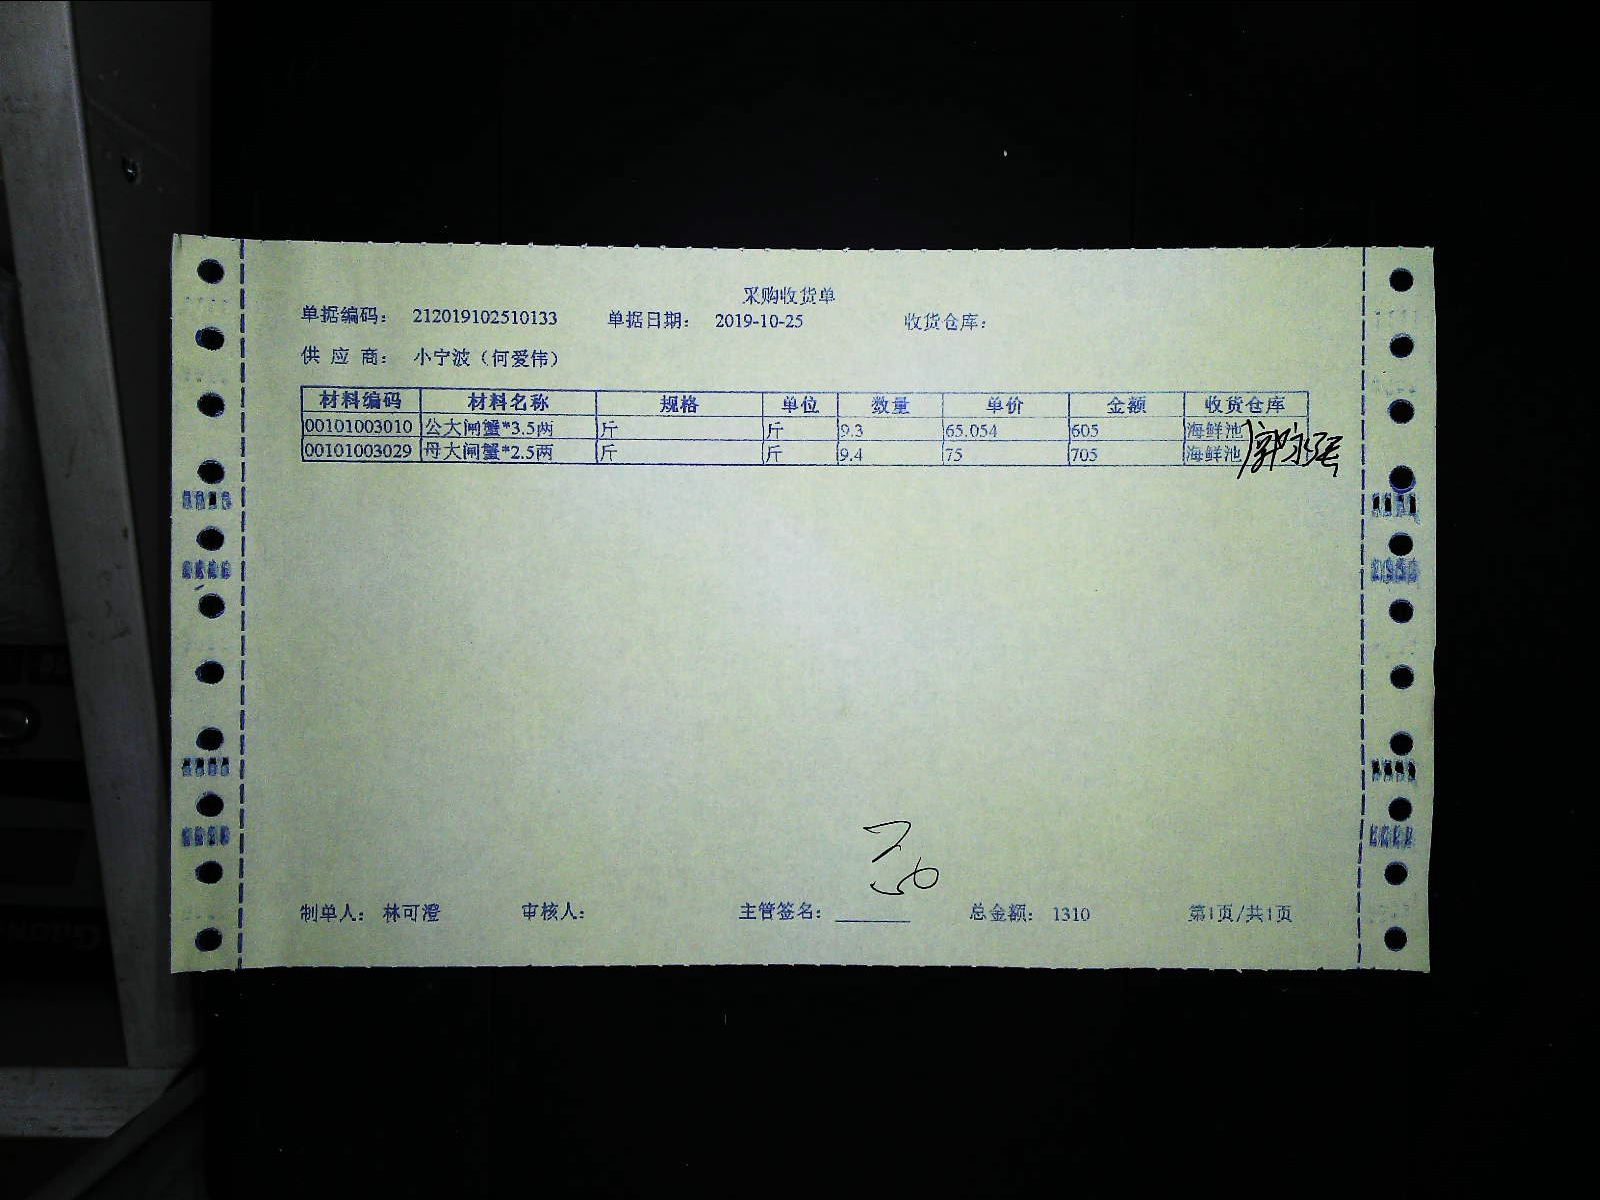 采购收货单
单据编码： 212019102510133 单据日期： 2019-10-25 收货仓库：
供 应 商： 小宁波（何爱伟）
材料编码 材料名称 规格 单位 数量 单价 金额 收货仓库
00101003010 公大闸蟹*3.5两 斤 斤 9.3 65.054 605 海鲜池
00101003029 母大闸蟹*2.5两 斤 斤 9.4 75 705 海鲜池
制单人： 林可澄 审核人： 主管签名： 总金额： 1310 第1页/共1页